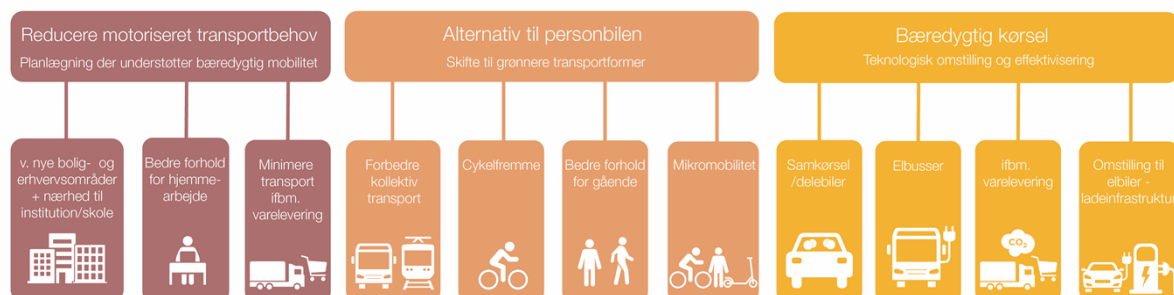 Reducere motoriseret transportbehov
Planlægning der understøtter bæredygtig mobilitet
v. nye bolig- og
erhvervsområder
+ nærhed til
institution/skole
Bedre forhold
for hjemme-
arbejde
Minimere
transport
ifbm.
varelevering
Alternativ til personbilen
Skifte til grønnere transportformer
Forbedre
kollektiv
transport
Cykelfremme
Bedre forhold
for gående
Mikromobilitet
Bæredygtig kørsel
Teknologisk omstilling og effektivisering
Samkørsel
/delebiler
Elbusser
ifbm.
varelevering
CO₂
Omstilling til
elbiler -
ladeinfrastruktur